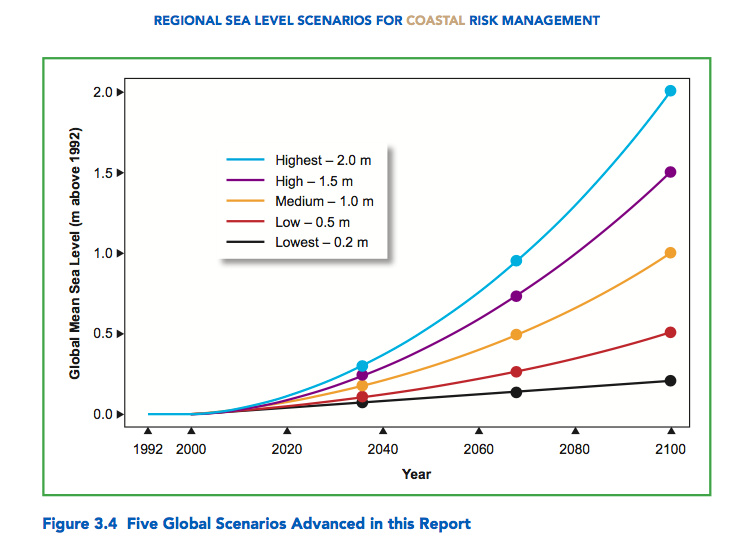 REGIONAL SEA LEVEL SCENARIOS FOR COASTAL RISK MANAGEMENT
Global Mean Sea Level (m above 1992)
2.0
1.5
1.0
0.5
0.0
Highest – 2.0 m
High – 1.5 m
Medium – 1.0 m
Low – 0.5 m
Lowest – 0.2 m
1992 2000 2020 2040 2060 2080 2100
Year
Figure 3.4 Five Global Scenarios Advanced in this Report